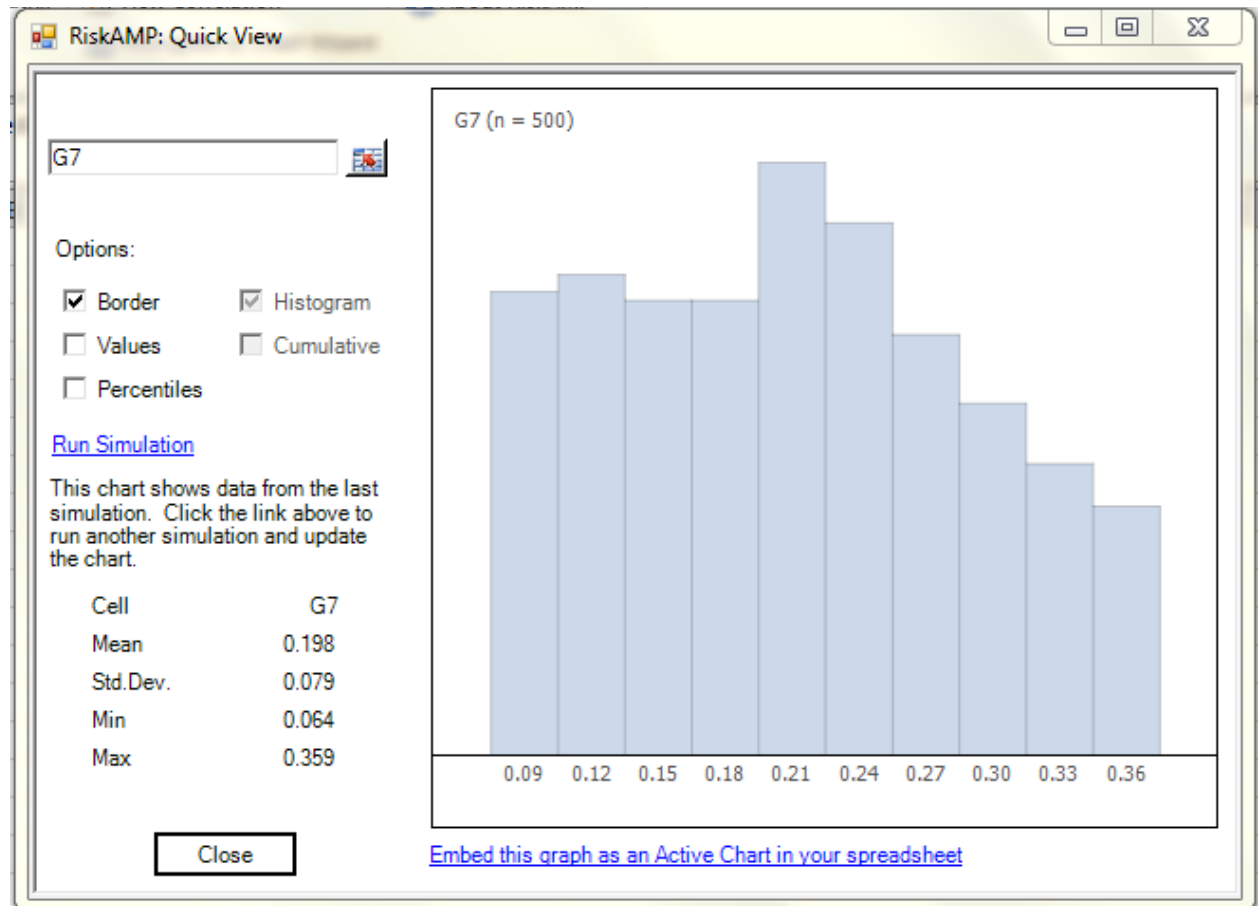 RiskAMP: Quick View
G7
Options:
Border
Histogram
Values
Cumulative
Percentiles
Run Simulation
This chart shows data from the last
simulation. Click the link above to
run another simulation and update
the chart.
Cell G7
Mean 0.198
Std.Dev. 0.079
Min 0.064
Max 0.359
Close
G7 (n = 500)
0.09 0.12 0.15 0.18 0.21 0.24 0.27 0.30 0.33 0.36
Embed this graph as an Active Chart in your spreadsheet